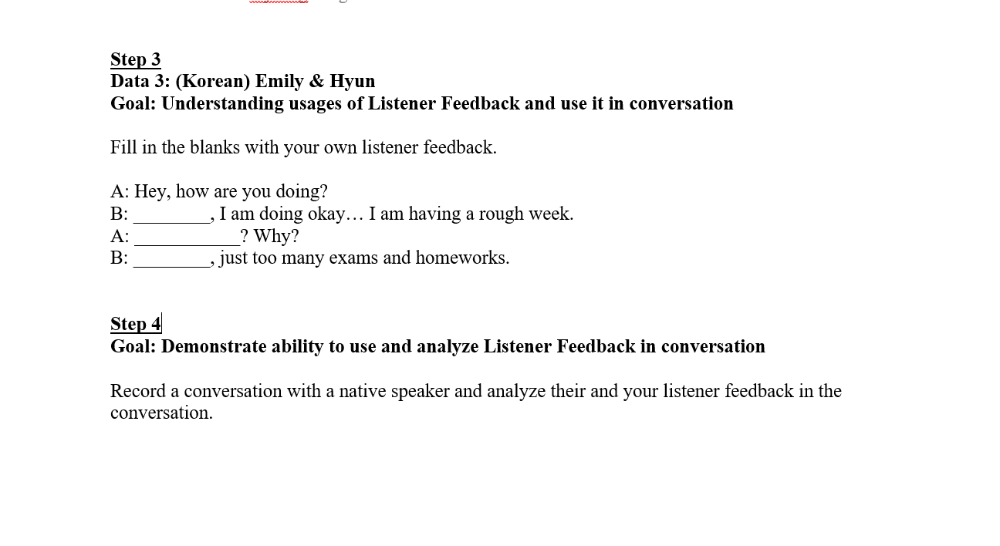 Step 3
Data 3: (Korean) Emily & Hyun
Goal: Understanding usages of Listener Feedback and use it in conversation
Fill in the blanks with your own listener feedback.
A: Hey, how are you doing?
B: ________, I am doing okay… I am having a rough week.
A: ___________? Why?
B: ________, just too many exams and homeworks.
Step 4
Goal: Demonstrate ability to use and analyze Listener Feedback in conversation
Record a conversation with a native speaker and analyze their and your listener feedback in the
conversation.